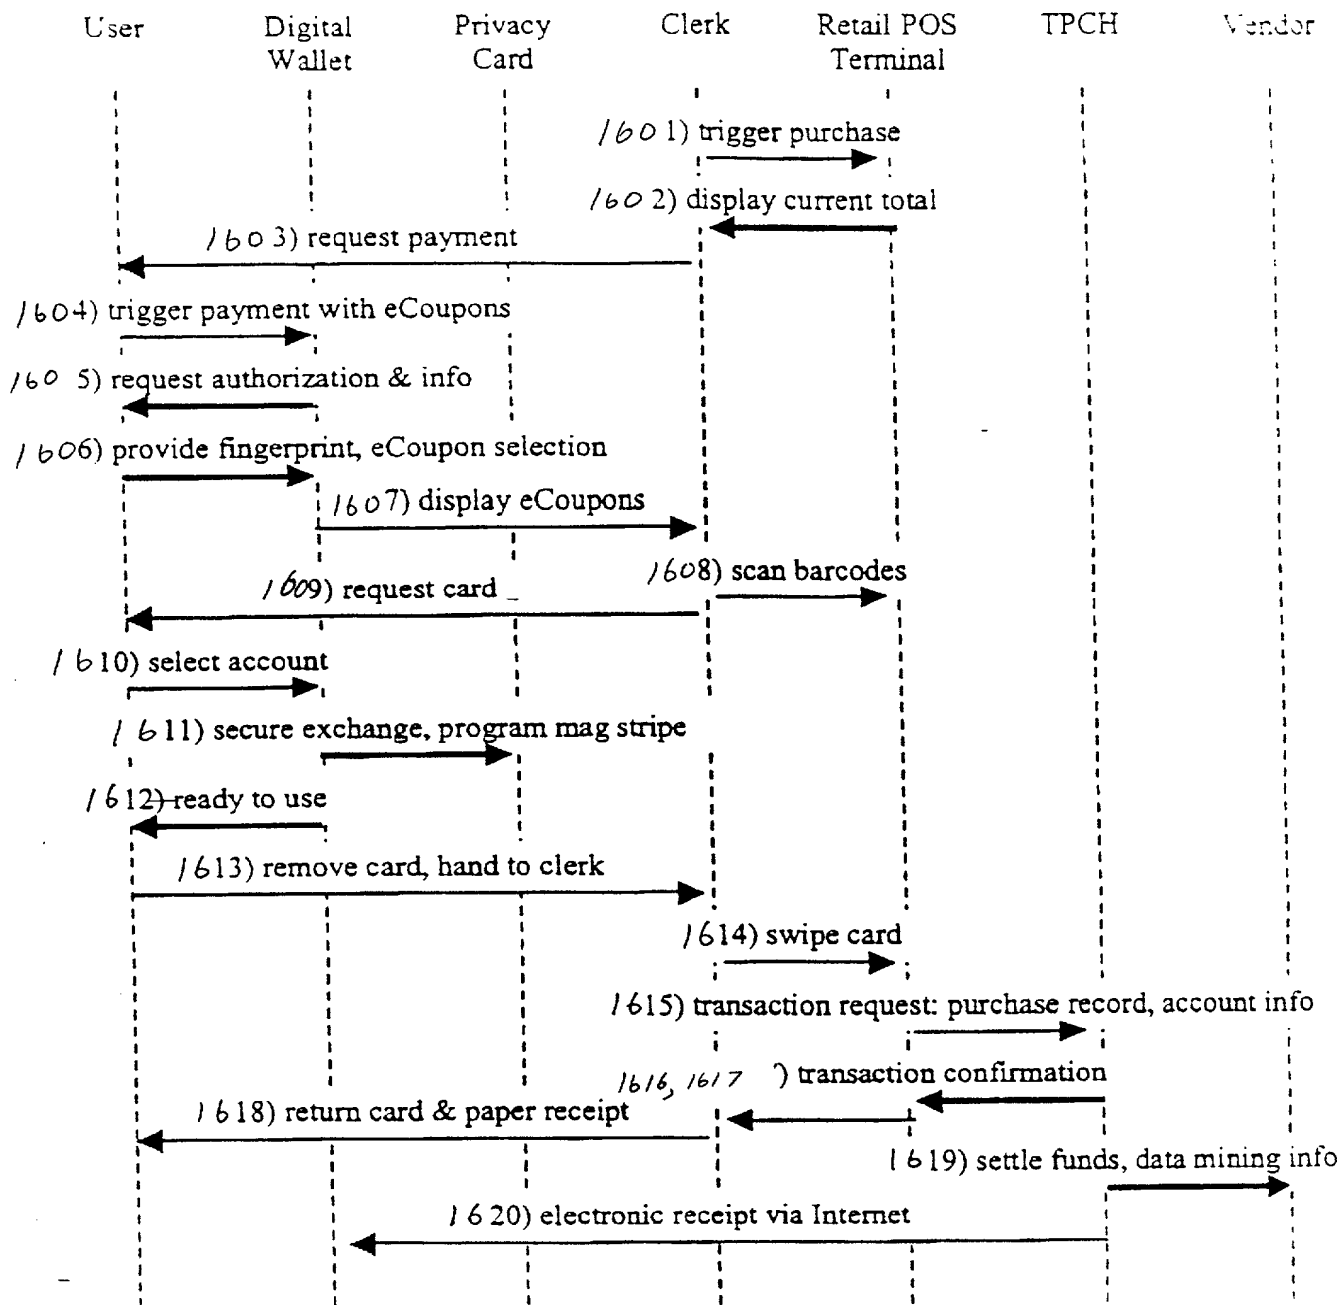 User Digital Wallet Privacy Card Clerk Retail POS Terminal TPCH Vendor
1601) trigger purchase
1602) display current total
1603) request payment
1604) trigger payment with eCoupons
1605) request authorization & info
1606) provide fingerprint, eCoupon selection
1607) display eCoupons
1608) scan barcodes
1609) request card
1610) select account
1611) secure exchange, program mag stripe
1612) ready to use
1613) remove card, hand to clerk
1614) swipe card
1615) transaction request: purchase record, account info
1616, 1617 ) transaction confirmation
1618) return card & paper receipt
1619) settle funds, data mining info
1620) electronic receipt via Internet